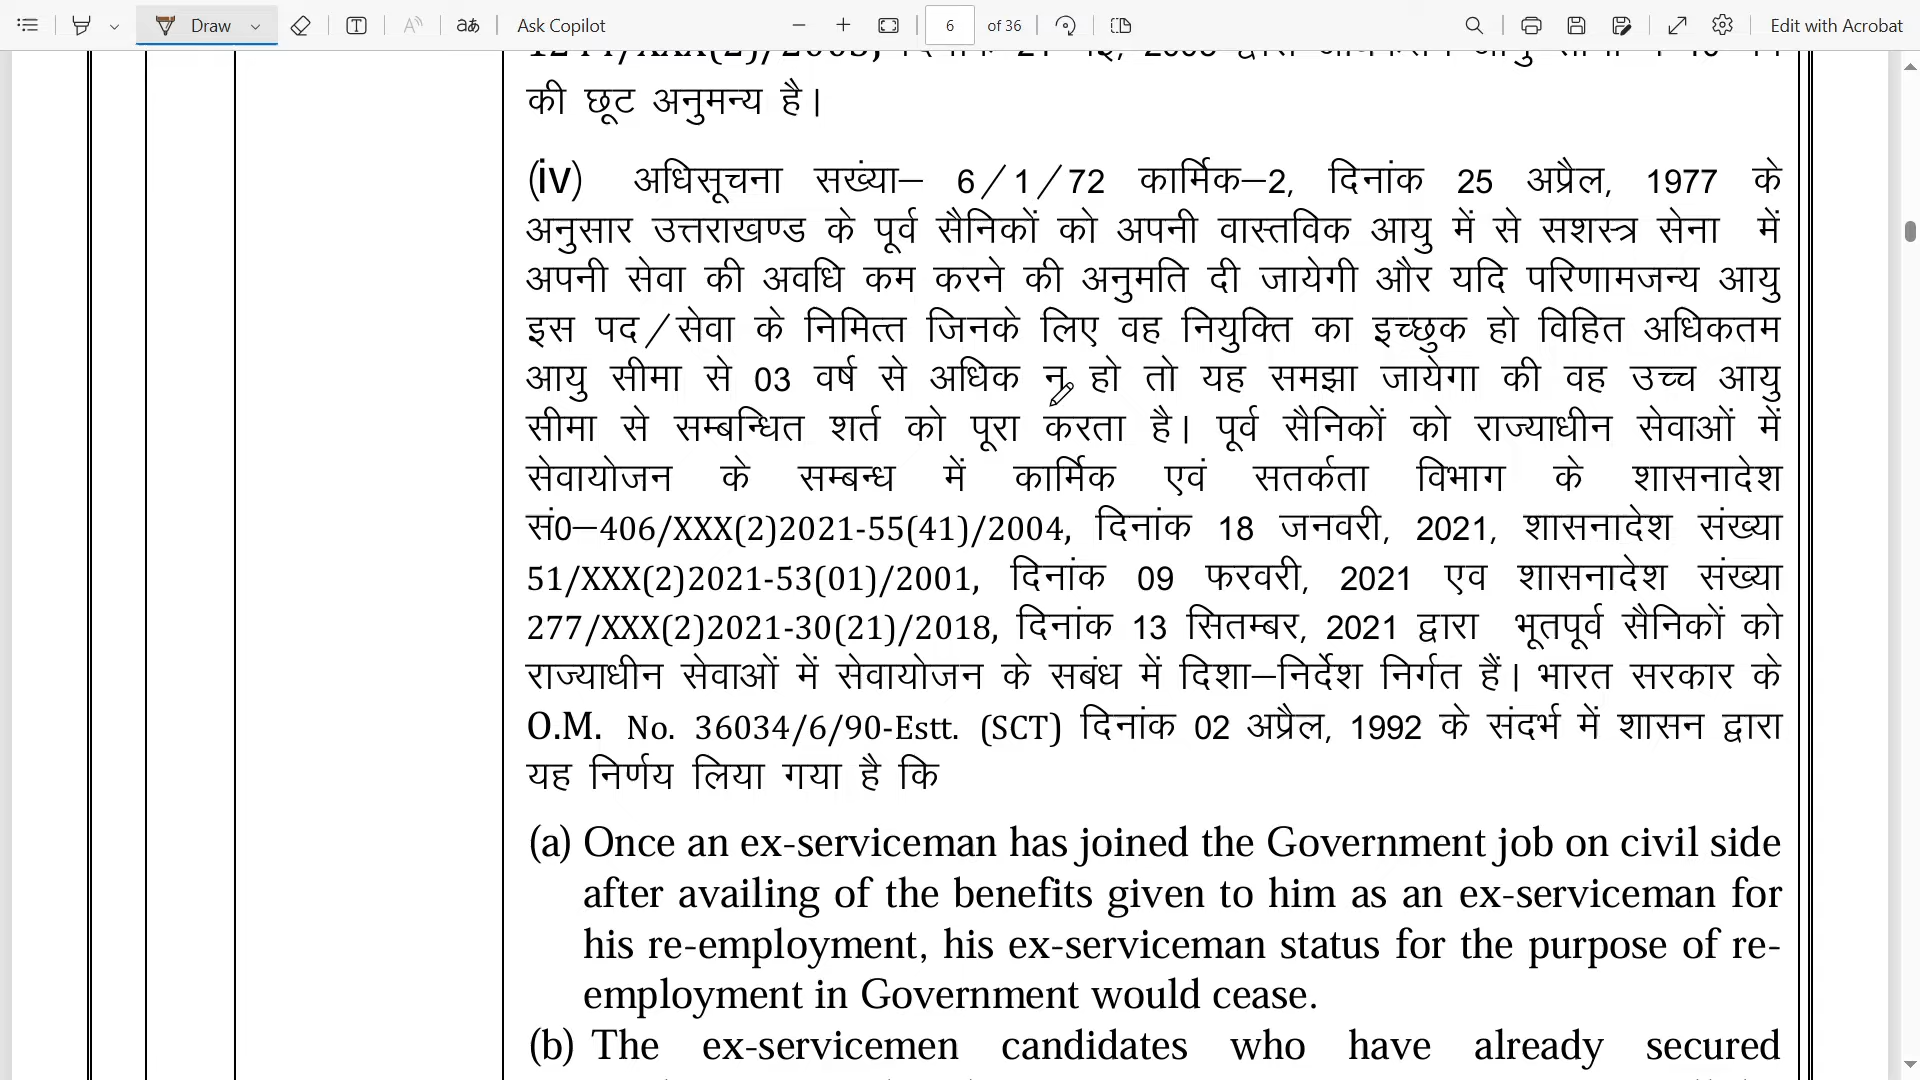 Draw
Ask Copilot
6 of 36
Edit with Acrobat
की छूट अनुमन्य है।
(iv) अधिसूचना सख्ंया– 6/1/72 कार्मिक–2, दिनांक 25 अप्रैल, 1977 के
अनुसार उत्तराखण्ड के पूर्व सैनिकों को अपनी वास्तविक आयु में से सशस्त्र सेना में
अपनी सेवा की अवधि कम करने की अनुमति दी जायेगी और यदि परिणामजन्य आयु
इस पद/सेवा के निमित्त जिनके लिए वह नियुक्ति का इच्छुक हो विहित अधिकतम
आयु सीमा से 03 वर्ष से अधिक न हो तो यह समझा जायेगा की वह उच्च आयु
सीमा से सम्बन्धित शर्त को पूरा करता है। पूर्व सैनिकों को राज्याधीन सेवाओं में
सेवायोजन के सम्बन्ध में कार्मिक एवं सतर्कता विभाग के शासनादेश
सं0–406/XXX(2)2021-55(41)/2004, दिनांक 18 जनवरी, 2021, शासनादेश संख्या
51/XXX(2)2021-53(01)/2001, दिनांक 09 फरवरी, 2021 एव शासनादेश संख्या
277/XXX(2)2021-30(21)/2018, दिनांक 13 सितम्बर, 2021 द्वारा भूतपूर्व सैनिकों को
राज्याधीन सेवाओं में सेवायोजन के सबंध में दिशा–निर्देश निर्गत हैं। भारत सरकार के
O.M. No. 36034/6/90-Estt. (SCT) दिनांक 02 अप्रैल, 1992 के संदर्भ में शासन द्वारा
यह निर्णय लिया गया है कि
(a) Once an ex-serviceman has joined the Government job on civil side
after availing of the benefits given to him as an ex-serviceman for
his re-employment, his ex-serviceman status for the purpose of re-
employment in Government would cease.
(b) The ex-servicemen candidates who have already secured